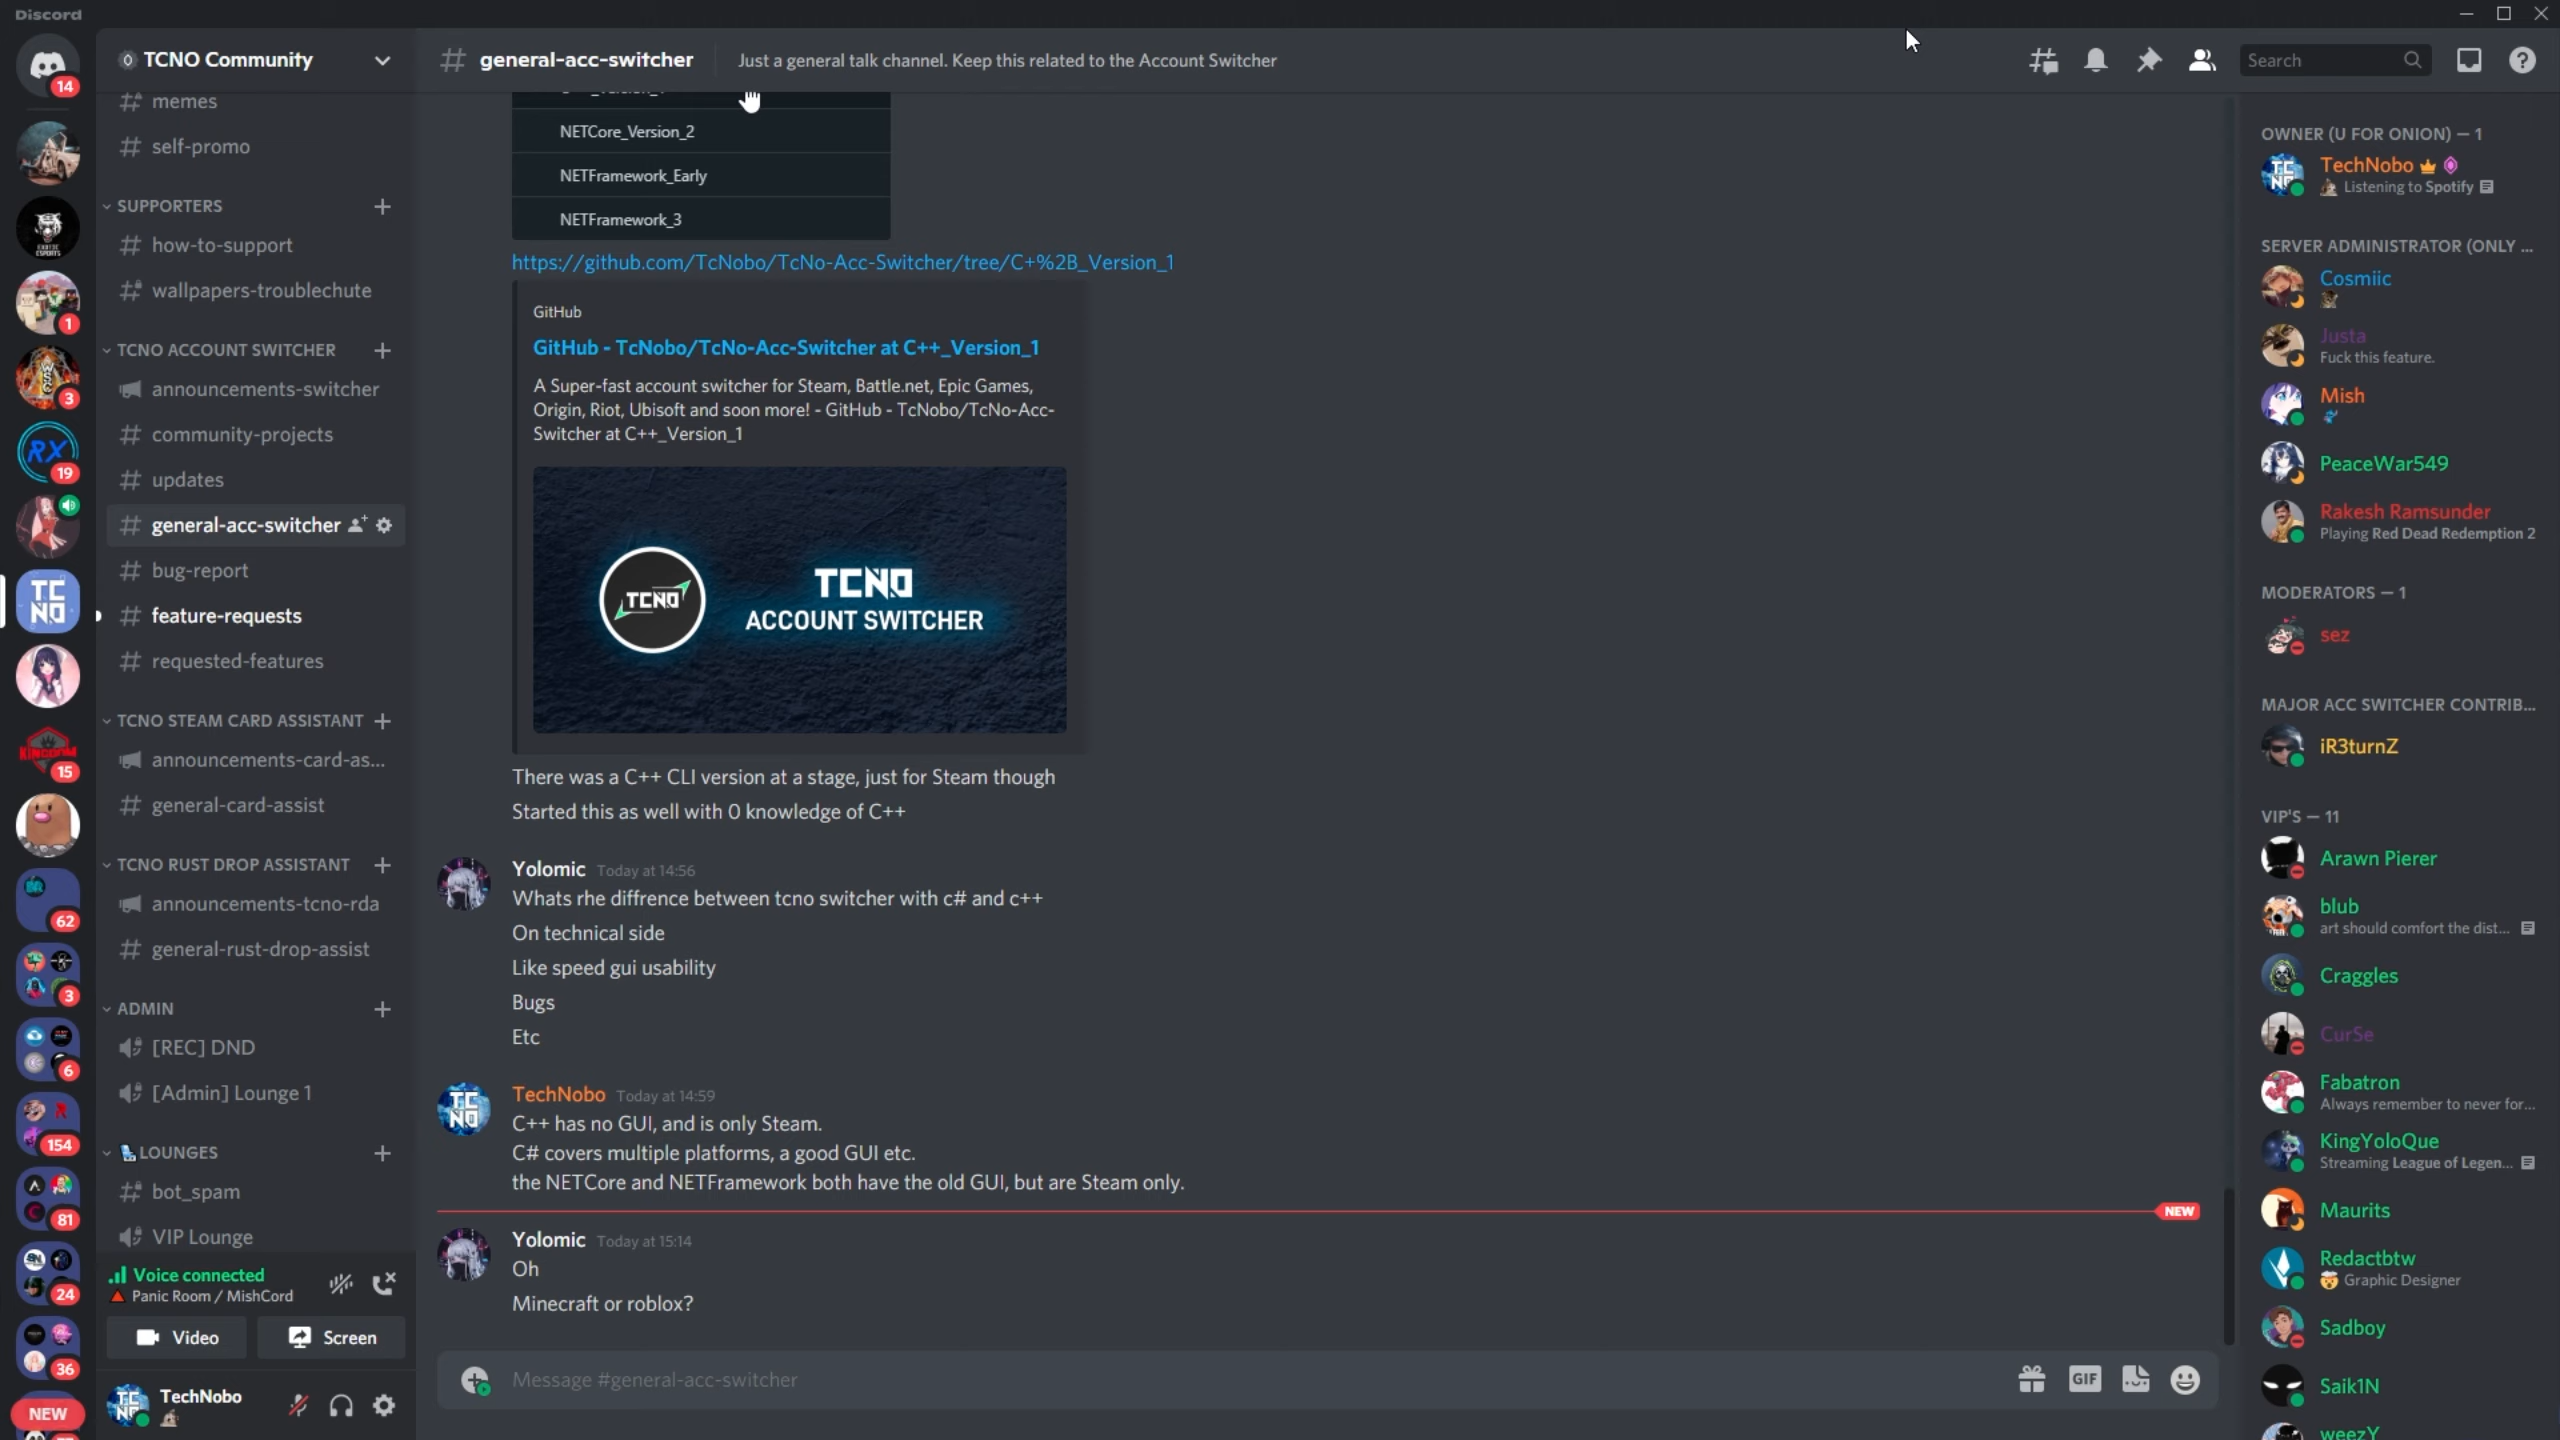 Discord
TCNO Community
general-acc-switcher
Just a general talk channel. Keep this related to the Account Switcher
Search
14
1
3
19
15
62
3
6
154
81
24
36
NEW
TC
NO
RX
KINGDOM
memes
self-promo
SUPPORTERS
how-to-support
wallpapers-troublechute
TCNO ACCOUNT SWITCHER
announcements-switcher
community-projects
updates
general-acc-switcher
bug-report
feature-requests
requested-features
TCNO STEAM CARD ASSISTANT
announcements-card-as...
general-card-assist
TCNO RUST DROP ASSISTANT
announcements-tcno-rda
general-rust-drop-assist
ADMIN
[REC] DND
[Admin] Lounge 1
LOUNGES
bot_spam
VIP Lounge
Voice connected
Panic Room / MishCord
Video
Screen
TechNobo
NETCore_Version_2
NETFramework_Early
NETFramework_3
https://github.com/TcNobo/TcNo-Acc-Switcher/tree/C+%2B_Version_1
GitHub
GitHub - TcNobo/TcNo-Acc-Switcher at C++_Version_1
A Super-fast account switcher for Steam, Battle.net, Epic Games,
Origin, Riot, Ubisoft and soon more! - GitHub - TcNobo/TcNo-Acc-
Switcher at C++_Version_1
TCNO
TCNO
ACCOUNT SWITCHER
There was a C++ CLI version at a stage, just for Steam though
Started this as well with 0 knowledge of C++
Yolomic Today at 14:56
Whats rhe diffrence between tcno switcher with c# and c++
On technical side
Like speed gui usability
Bugs
Etc
TechNobo Today at 14:59
C++ has no GUI, and is only Steam.
C# covers multiple platforms, a good GUI etc.
the NETCore and NETFramework both have the old GUI, but are Steam only.
NEW
Yolomic Today at 15:14
Oh
Minecraft or roblox?
Message #general-acc-switcher
GIF
OWNER (U FOR ONION) — 1
TechNobo
Listening to Spotify
SERVER ADMINISTRATOR (ONLY ...
Cosmiic
Justa
Fuck this feature.
Mish
PeaceWar549
Rakesh Ramsunder
Playing Red Dead Redemption 2
MODERATORS — 1
sez
MAJOR ACC SWITCHER CONTRIB...
iR3turnZ
VIP'S — 11
Arawn Pierer
blub
art should comfort the dist...
Craggles
CurSe
Fabatron
Always remember to never for...
KingYoloQue
Streaming League of Legen...
Maurits
Redactbtw
Graphic Designer
Sadboy
Saik1N
weezY